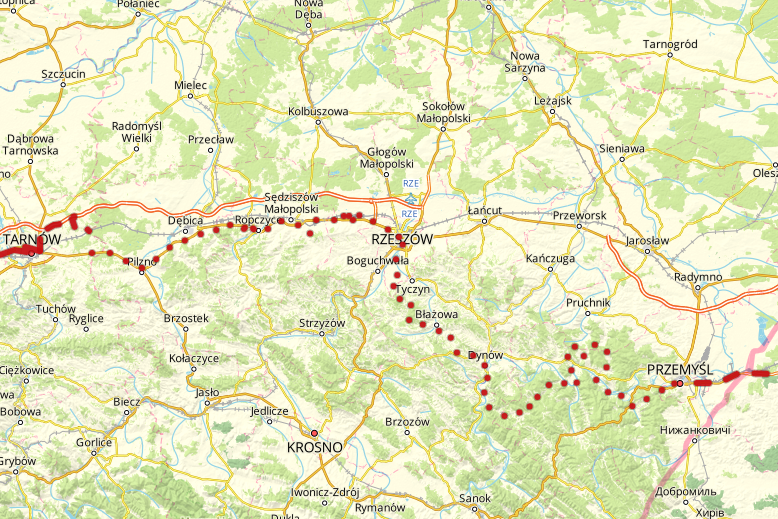 Połaniec
Nowa
Dęba
Tarnogród
Szczucin
Nowa
Sarzyna
Mielec
Leżajsk
Kolbuszowa
Sokołów
Małopolski
Radomyśl
Wielki
Dąbrowa
Tarnowska
Przecław
Sieniawa
Głogów
Małopolski
RZE
Sędziszów
Małopolski
RZE
Łańcut
Przeworsk
Dębica
Ropczyce
TARNÓW
RZESZÓW
Jarosław
Pilzno
Boguchwała
Kańczuga
Radymno
Tyczyn
Tuchów
Ryglice
Brzostek
Błażowa
Pruchnik
Strzyżów
Kołaczyce
Dynów
PRZEMYŚL
Ciężkowice
Jasło
Biecz
Bobowa
Jedlicze
Brzozów
Нижанковичі
Gorlice
KROSNO
Grybów
Iwonicz-Zdrój
Rymanów
Sanok
Добромиль
Dukla
Хирів